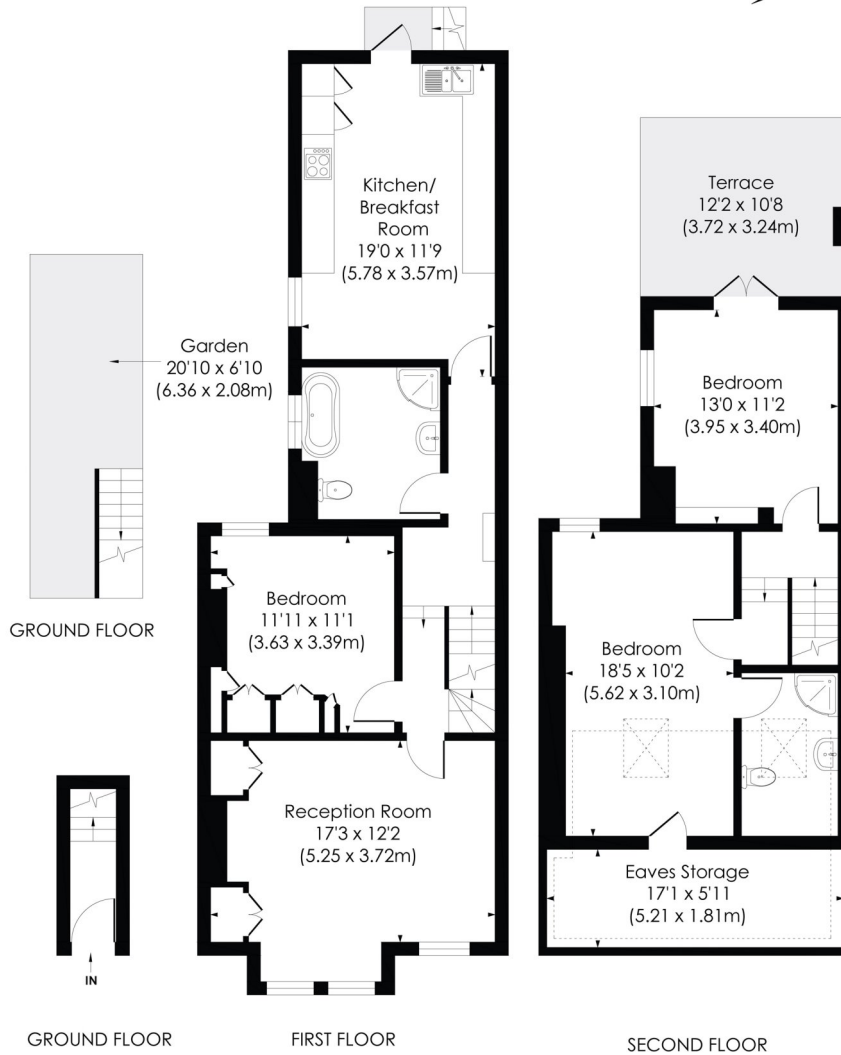 Kitchen/
Breakfast
Room
19'0 x 11'9
(5.78 x 3.57m)
Terrace
12'2 x 10'8
(3.72 x 3.24m)
Garden
20'10 x 6'10
(6.36 x 2.08m)
Bedroom
13'0 x 11'2
(3.95 x 3.40m)
GROUND FLOOR
Bedroom
11'11 x 11'1
(3.63 x 3.39m)
Bedroom
18'5 x 10'2
(5.62 x 3.10m)
Reception Room
17'3 x 12'2
(5.25 x 3.72m)
Eaves Storage
17'1 x 5'11
(5.21 x 1.81m)
IN
GROUND FLOOR
FIRST FLOOR
SECOND FLOOR